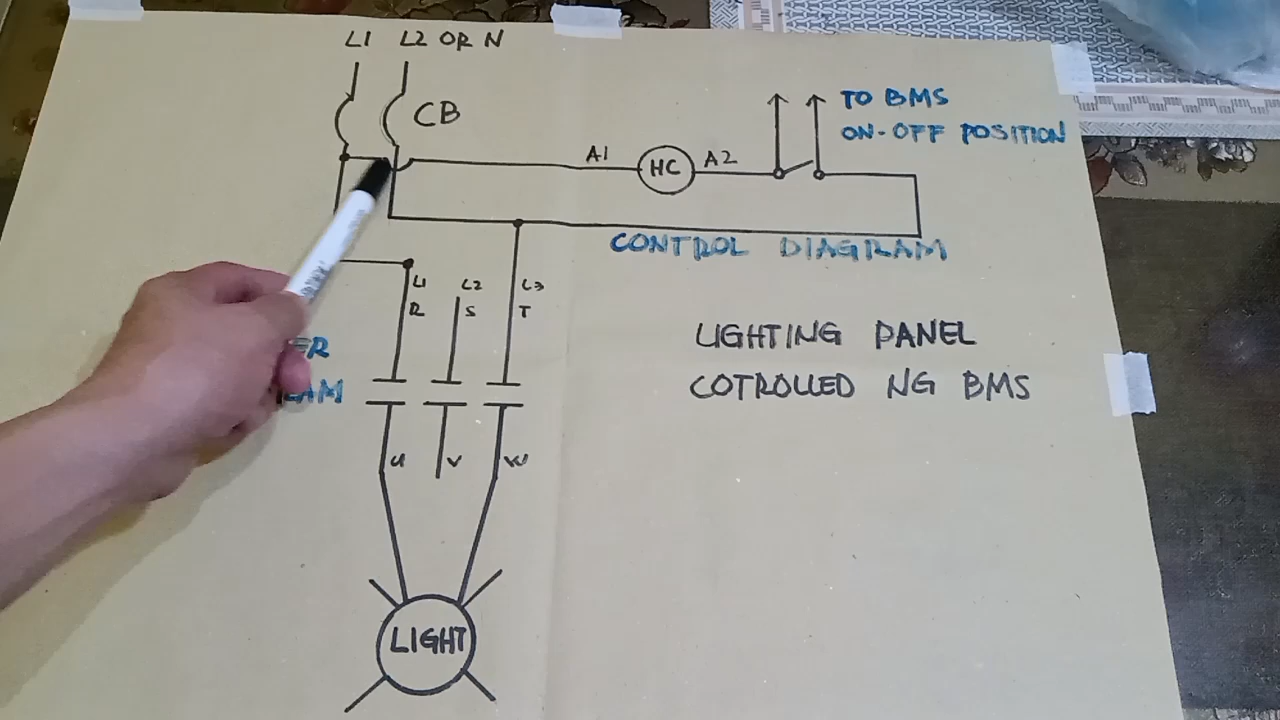 L1 L2 OR N
CB
TO BMS
ON-OFF POSITION
A1 HC A2
CONTROL DIAGRAM
L1 L2 L3
R S T
LIGHTING PANEL
COTROLLED NG BMS
U V W
LIGHT